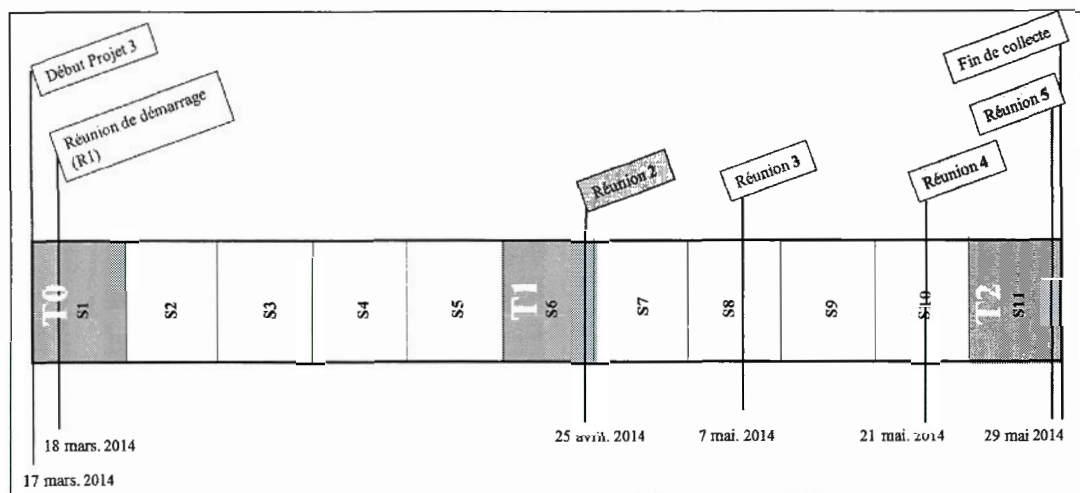 Début Projet 3
Réunion de démarrage
(R1)
Fin de collecte
Réunion 5
Réunion 2
Réunion 3
Réunion 4
T0
S1
S2
S3
S4
S5
T1
S6
S7
S8
S9
S10
T2
S11
18 mars. 2014
25 avril. 2014
7 mai. 2014
21 mai. 2014
29 mai 2014
17 mars. 2014